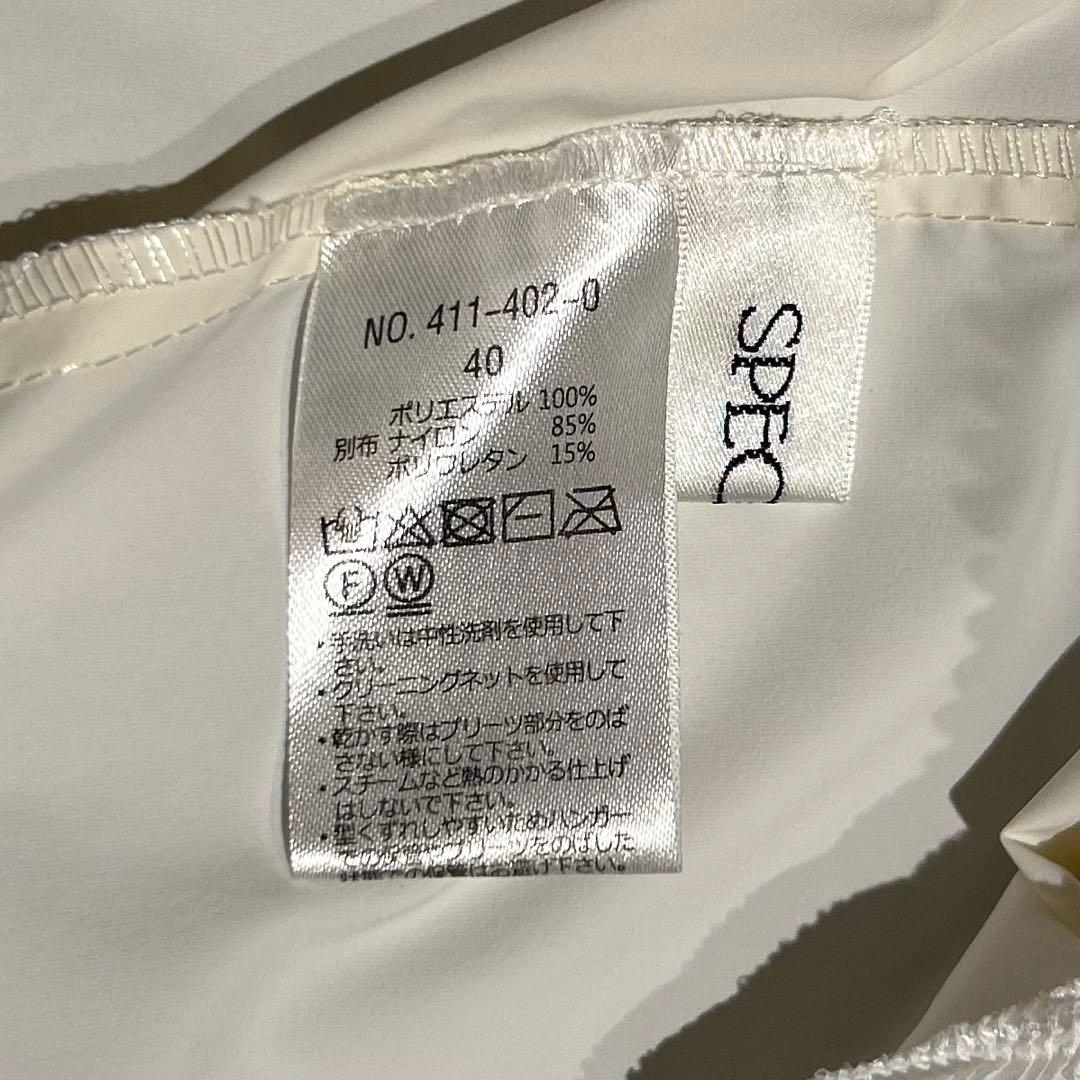 NO. 411-402-0
40
ポリエステル 100%
別布 ナイロン 85%
ポリウレタン 15%
F W
・手洗いは中性洗剤を使用して下
さい。
・クリーニングネットを使用して
下さい。
・乾かす際はプリーツ部分をのば
さない様にして下さい。
・スチームなど熱のかかる仕上げ
はしないで下さい。
・型くずれしやすいためハンガー
SPEC